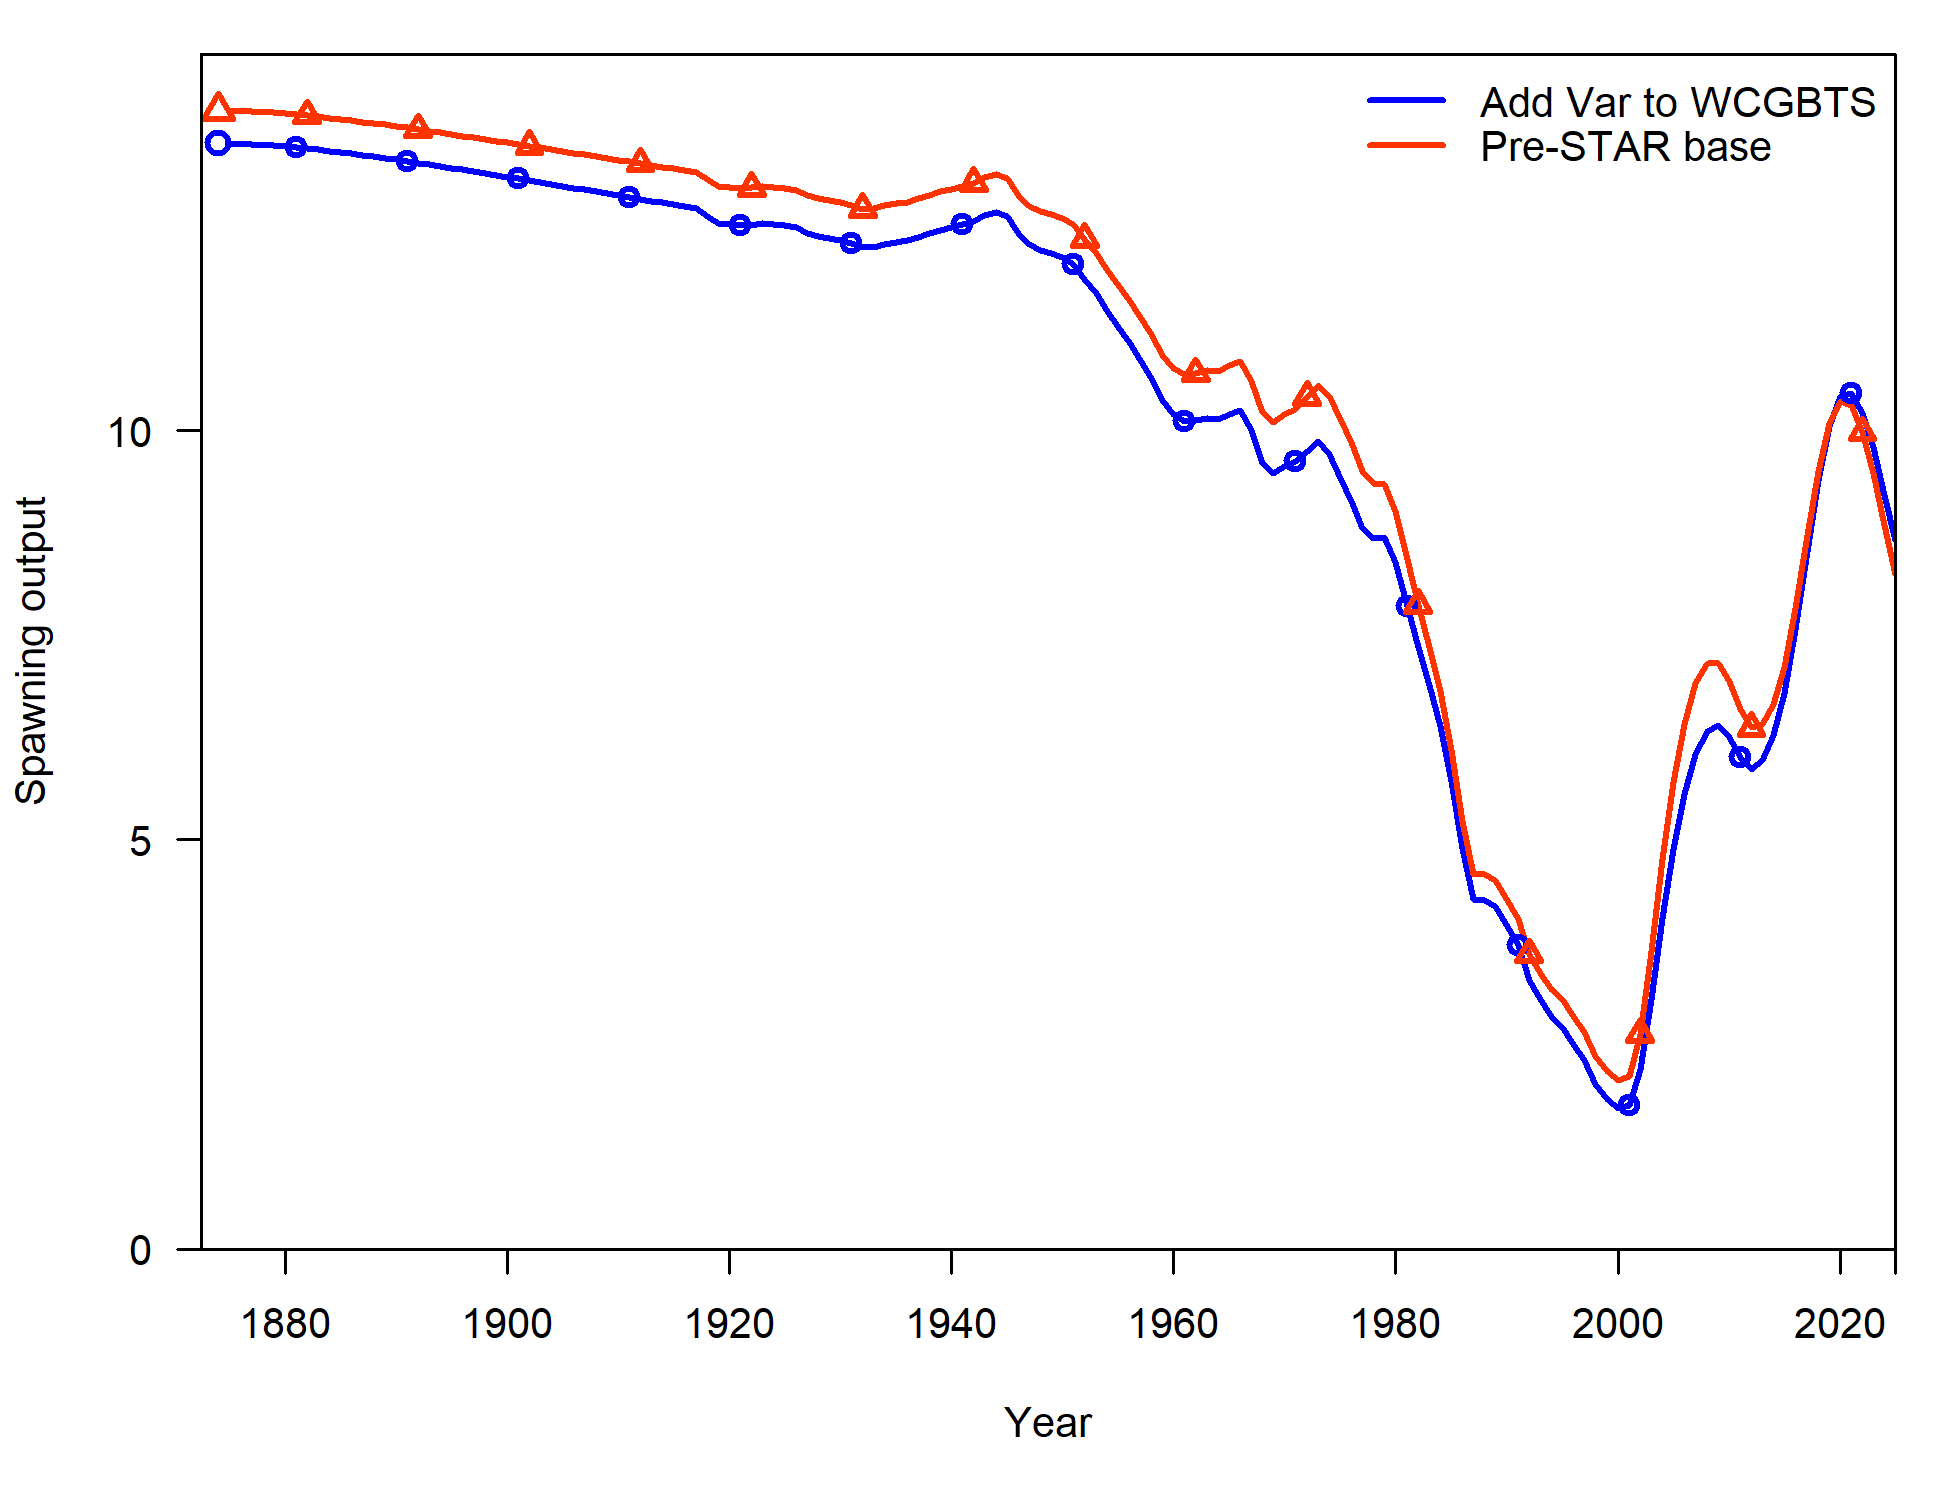 Add Var to WCGBTS
Pre-STAR base
Spawning output
10
5
0
1880 1900 1920 1940 1960 1980 2000 2020
Year